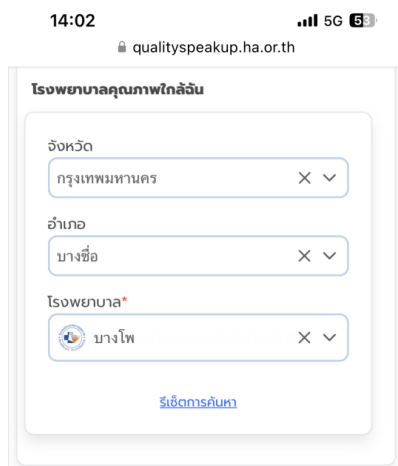 14:02 5G 53
qualityspeakup.ha.or.th
โรงพยาบาลคุณภาพใกล้ฉัน
จังหวัด
กรุงเทพมหานคร
อำเภอ
บางซื่อ
โรงพยาบาล*
บางโพ
รีเซ็ตการค้นหา